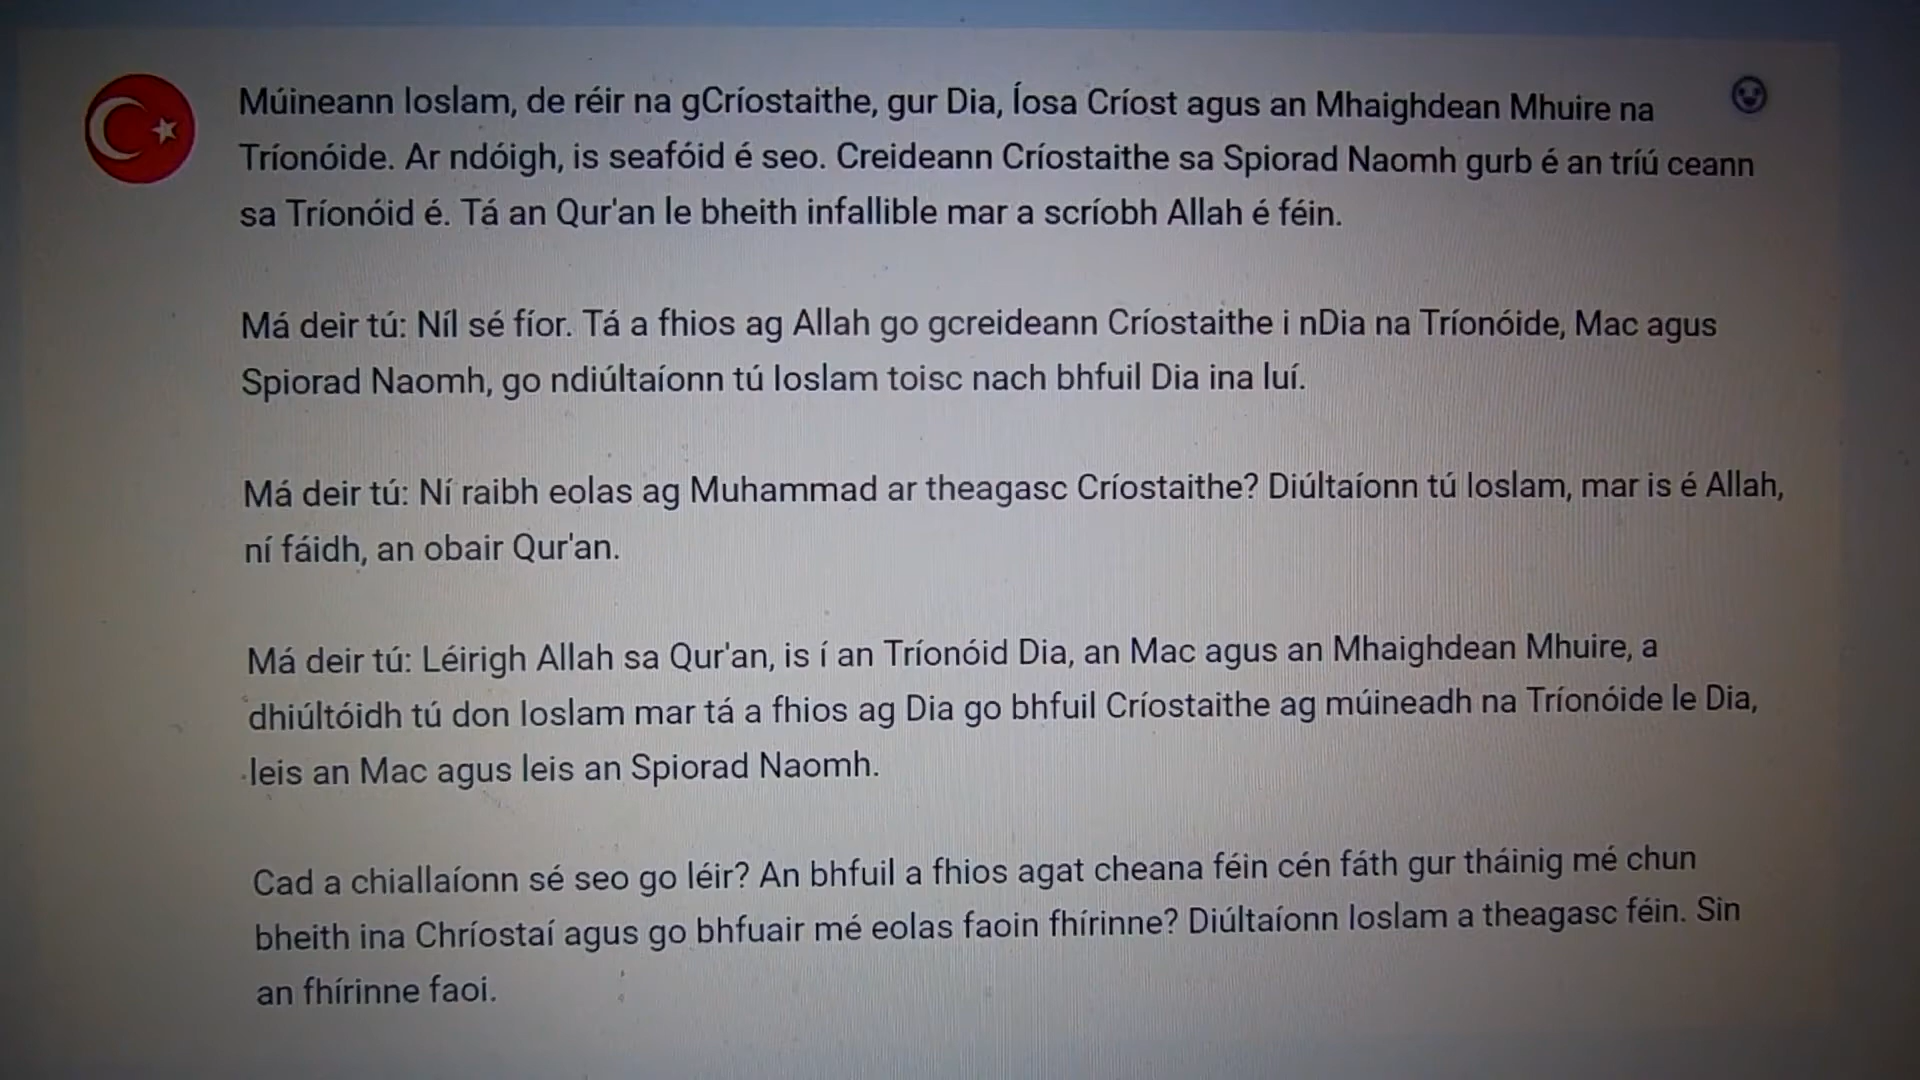 Múineann Ioslam, de réir na gCríostaithe, gur Dia, Íosa Críost agus an Mhaighdean Mhuire na
Tríonóide. Ar ndóigh, is seafóid é seo. Creideann Críostaithe sa Spiorad Naomh gurb é an tríú ceann
sa Tríonóid é. Tá an Qur'an le bheith infallible mar a scríobh Allah é féin.
Má deir tú: Níl sé fíor. Tá a fhios ag Allah go gcreideann Críostaithe i nDia na Tríonóide, Mac agus
Spiorad Naomh, go ndiúltaíonn tú Ioslam toisc nach bhfuil Dia ina luí.
Má deir tú: Ní raibh eolas ag Muhammad ar theagasc Críostaithe? Diúltaíonn tú Ioslam, mar is é Allah,
ní fáidh, an obair Qur'an.
Má deir tú: Léirigh Allah sa Qur'an, is í an Tríonóid Dia, an Mac agus an Mhaighdean Mhuire, a
dhiúltóidh tú don Ioslam mar tá a fhios ag Dia go bhfuil Críostaithe ag múineadh na Tríonóide le Dia,
leis an Mac agus leis an Spiorad Naomh.
Cad a chiallaíonn sé seo go léir? An bhfuil a fhios agat cheana féin cén fáth gur tháinig mé chun
bheith ina Chríostaí agus go bhfuair mé eolas faoin fhírinne? Diúltaíonn Ioslam a theagasc féin. Sin
an fhírinne faoi.